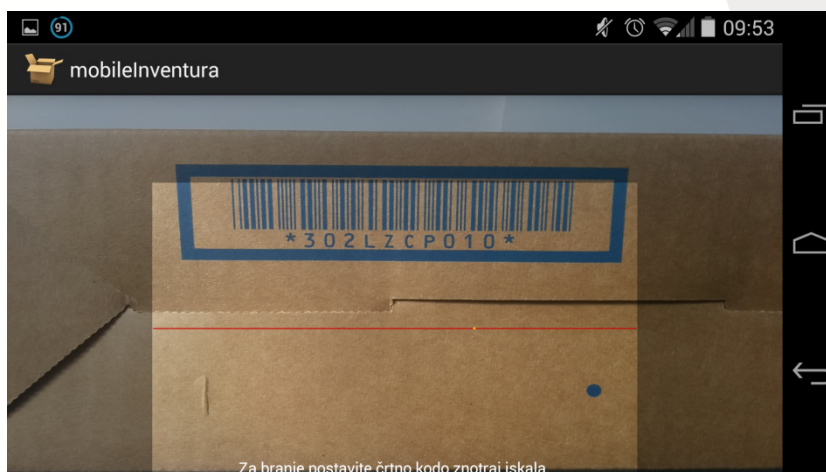 91
09:53
mobileInventura
*302LZCP010*
Za branje postavite črtno kodo znotraj iskala